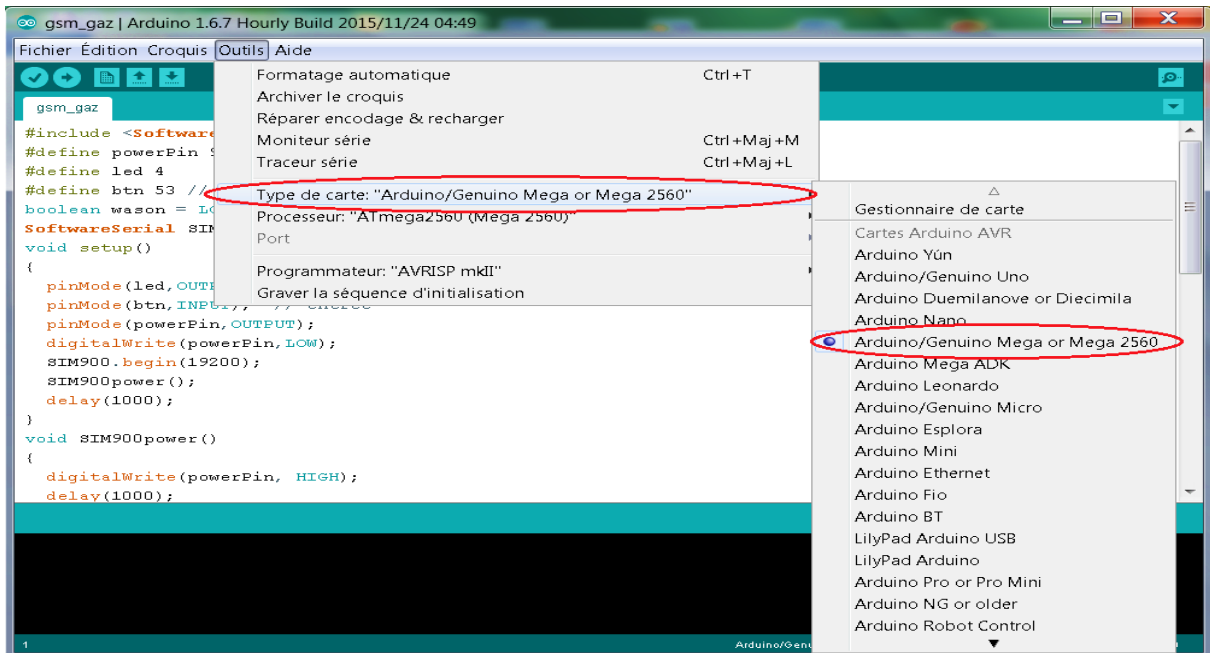 gsm_gaz | Arduino 1.6.7 Hourly Build 2015/11/24 04:49
Fichier Édition Croquis Outils Aide
gsm_gaz
#include <Software
#define powerPin
#define led 4
#define btn 53 //
boolean wason =
SoftwareSerial
void setup()
{
pinMode(led,
pinMode(btn,INPUT);
pinMode(powerPin,OUTPUT);
digitalWrite(powerPin,LOW);
SIM900.begin(19200);
SIM900power();
delay(1000);
}
void SIM900power()
{
digitalWrite(powerPin, HIGH);
delay(1000);
Formatage automatique Ctrl+T
Archiver le croquis
Réparer encodage & recharger
Moniteur série Ctrl+Maj+M
Traceur série Ctrl+Maj+L
Type de carte: "Arduino/Genuino Mega or Mega 2560"
Processeur: "ATmega2560 (Mega 2560)"
Port
Programmateur: "AVRISP mkII"
Graver la séquence d'initialisation
Gestionnaire de carte
Cartes Arduino AVR
Arduino Yún
Arduino/Genuino Uno
Arduino Duemilanove or Diecimila
Arduino Nano
Arduino/Genuino Mega or Mega 2560
Arduino Mega ADK
Arduino Leonardo
Arduino/Genuino Micro
Arduino Esplora
Arduino Mini
Arduino Ethernet
Arduino Fio
Arduino BT
LilyPad Arduino USB
LilyPad Arduino
Arduino Pro or Pro Mini
Arduino NG or older
Arduino Robot Control
1 Arduino/Genu